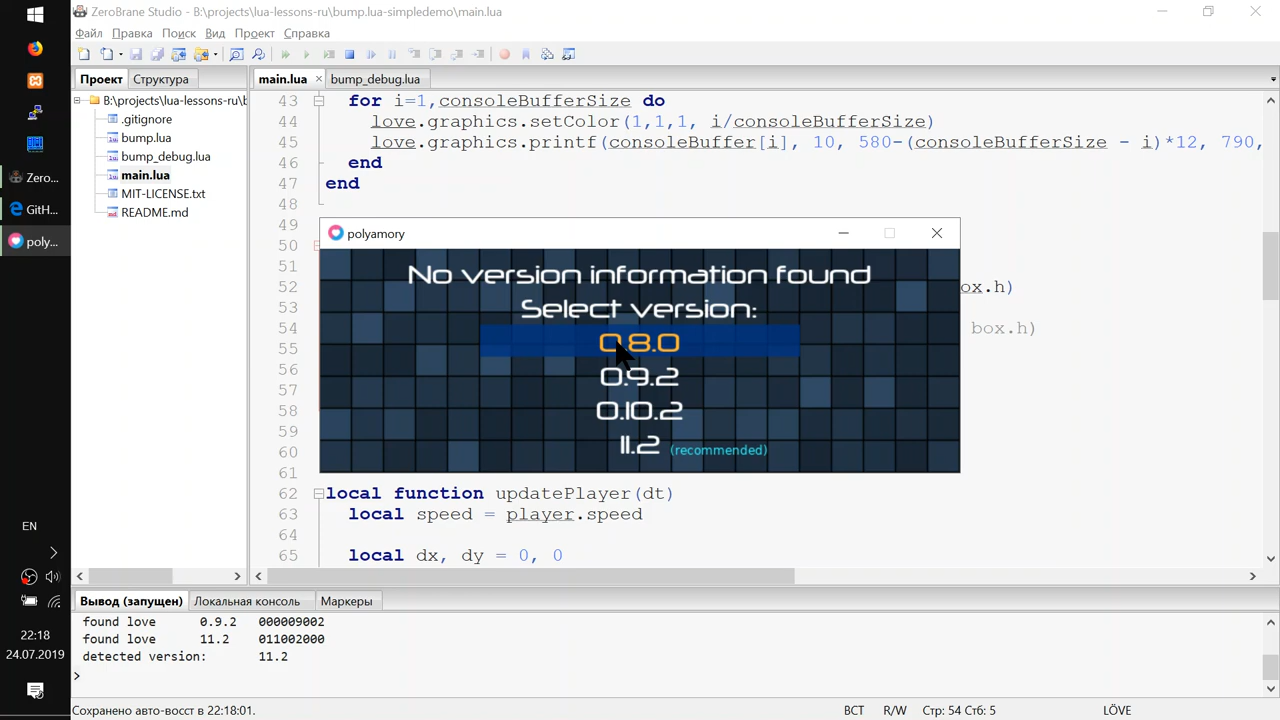 ZeroBrane Studio - B:\projects\lua-lessons-ru\bump.lua-simpledemo\main.lua
Файл Правка Поиск Вид Проект Справка
Проект Структура
main.lua bump_debug.lua
B:\projects\lua-lessons-ru\b
.gitignore
bump.lua
bump_debug.lua
main.lua
MIT-LICENSE.txt
README.md
Zero...
GitH...
poly...
43 for i=1,consoleBufferSize do
44 love.graphics.setColor(1,1,1, i/consoleBufferSize)
45 love.graphics.printf(consoleBuffer[i], 10, 580-(consoleBufferSize - i)*12, 790,
46 end
47 end
48
49
50
51
52 ox.h)
53
54 box.h)
55
56
57
58
59
60
61
62 local function updatePlayer(dt)
63 local speed = player.speed
64
65 local dx, dy = 0, 0
polyamory
No version information found
Select version:
0.8.0
0.9.2
0.10.2
11.2 (recommended)
Вывод (запущен) Локальная консоль Маркеры
found love 0.9.2 000009002
found love 11.2 011002000
detected version: 11.2
>
EN
22:18
24.07.2019
Сохранено авто-восст в 22:18:01.
ВСТ R/W Стр: 54 Стб: 5 LÖVE